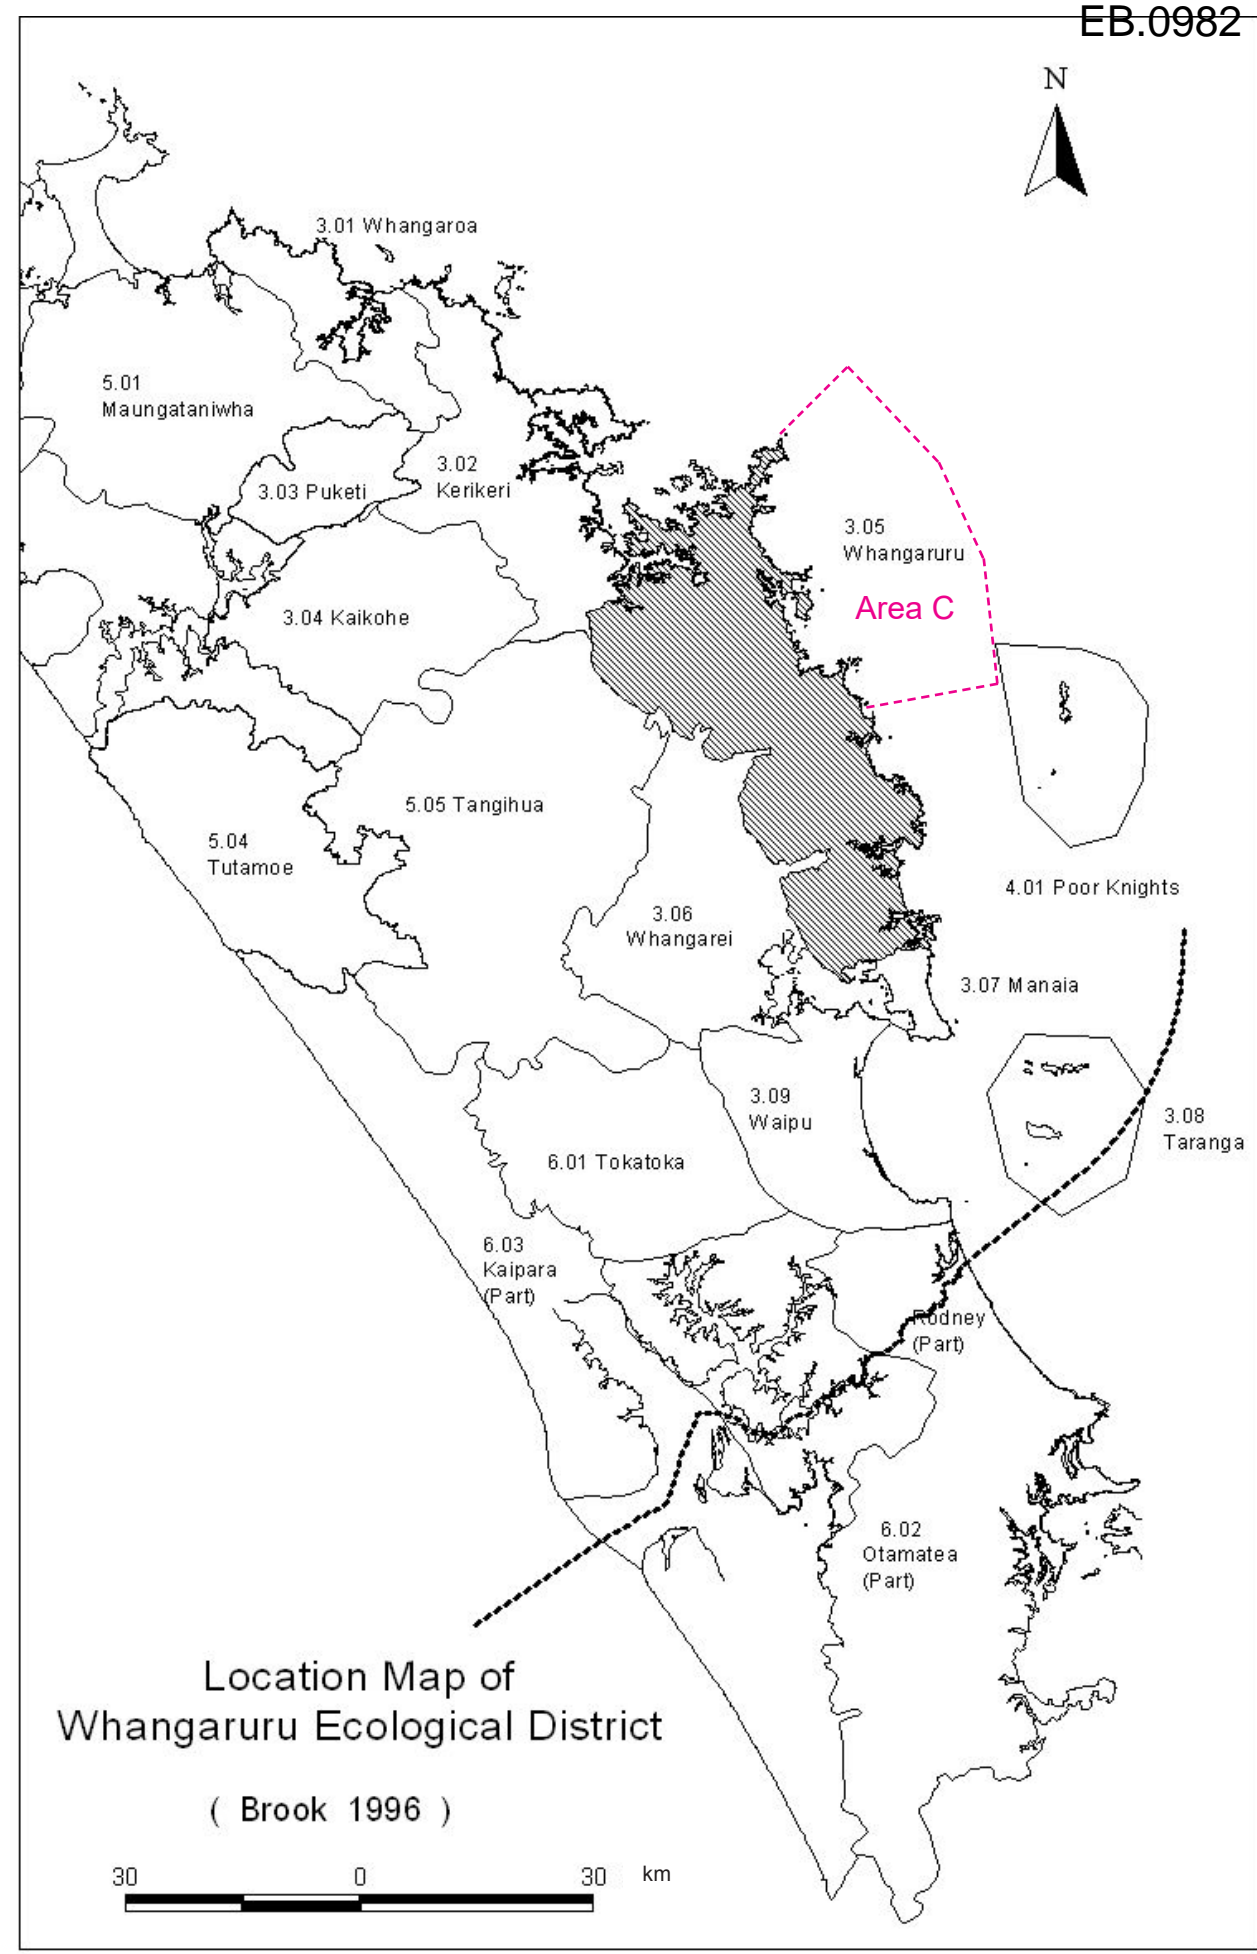 EB.0982
N
3.01 Whangaroa
5.01
Maungataniwha
3.02
Kerikeri
3.03 Puketi
3.05
Whangaruru
Area C
3.04 Kaikohe
5.05 Tangihua
5.04
Tutamoe
4.01 Poor Knights
3.06
Whangarei
3.07 Manaia
3.09
Waipu
3.08
Taranga
6.01 Tokatoka
6.03
Kaipara
(Part)
Rodney
(Part)
6.02
Otamatea
(Part)
Location Map of
Whangaruru Ecological District
( Brook 1996 )
30 0 30 km